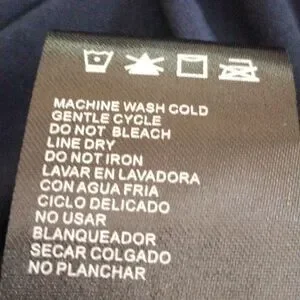 MACHINE WASH COLD
GENTLE CYCLE
DO NOT BLEACH
LINE DRY
DO NOT IRON
LAVAR EN LAVADORA
CON AGUA FRIA
CICLO DELICADO
NO USAR
BLANQUEADOR
SECAR COLGADO
NO PLANCHAR